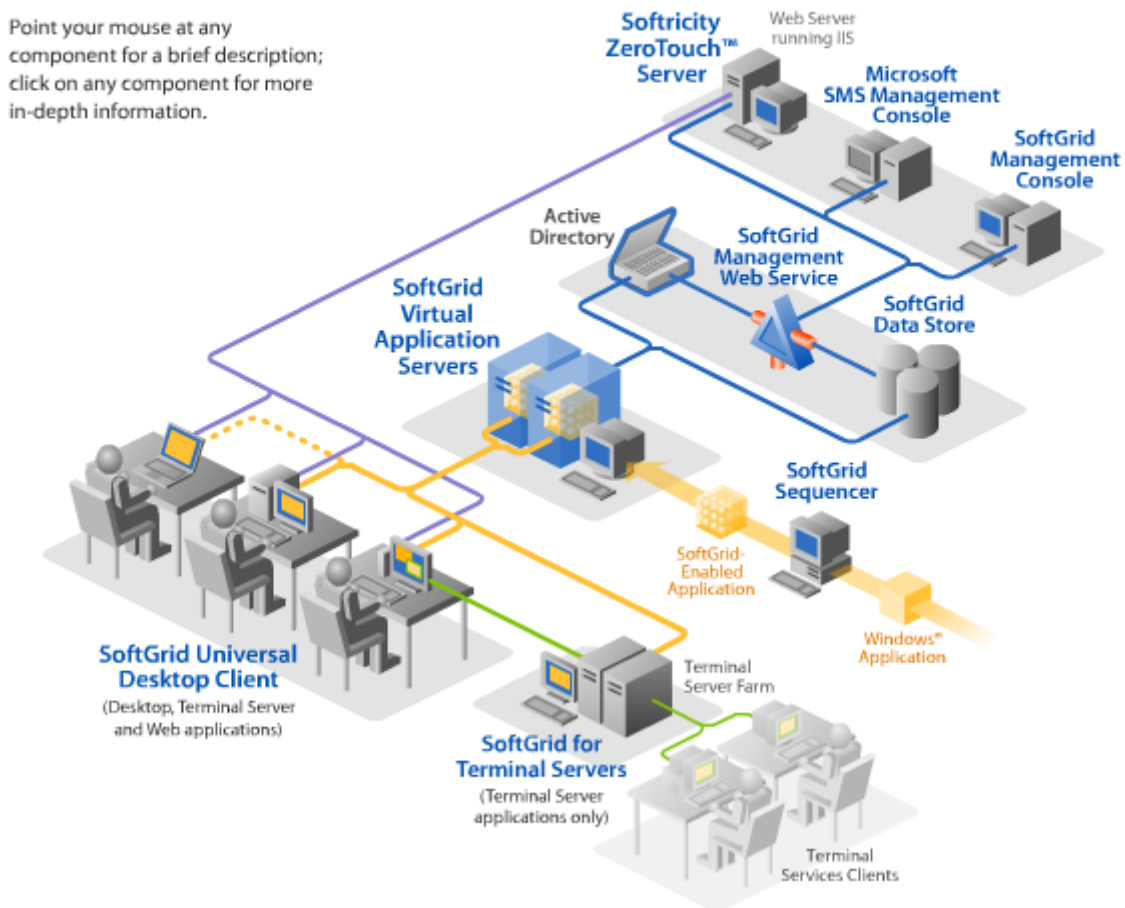 Point your mouse at any
component for a brief description;
click on any component for more
in-depth information.
Softricity
ZeroTouch™
Server
Web Server
running IIS
Microsoft
SMS Management
Console
SoftGrid
Management
Console
Active
Directory
SoftGrid
Management
Web Service
SoftGrid
Data Store
SoftGrid
Virtual
Application
Servers
SoftGrid
Sequencer
SoftGrid-
Enabled
Application
Windows®
Application
SoftGrid Universal
Desktop Client
(Desktop, Terminal Server
and Web applications)
Terminal
Server Farm
SoftGrid for
Terminal Servers
(Terminal Server
applications only)
Terminal
Services Clients